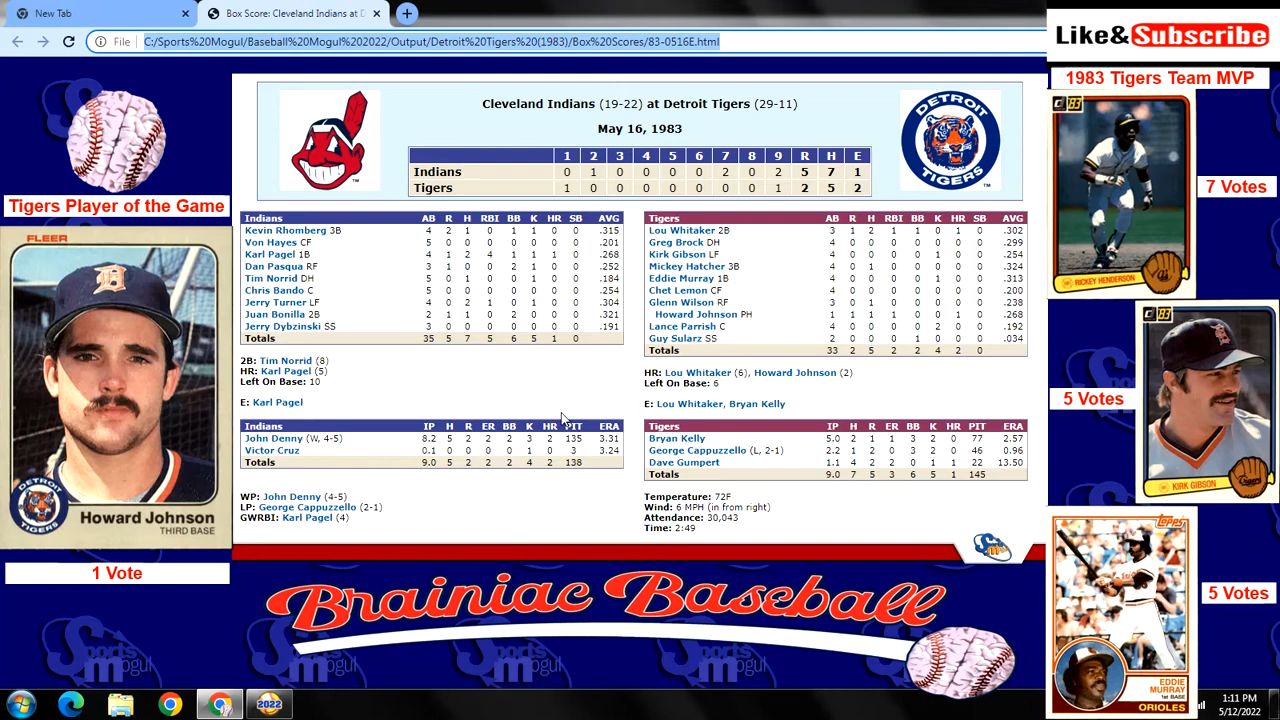 New Tab
Box Score: Cleveland Indians at D
File
C:/Sports%20Mogul/Baseball%20Mogul%202022/Output/Detroit%20Tigers%20(1983)/Box%20Scores/83-0516E.html
Like&Subscribe
1983 Tigers Team MVP
RICKEY HENDERSON
7 Votes
5 Votes
KIRK GIBSON
Topps
EDDIE
MURRAY
1st BASE
ORIOLES
5 Votes
Tigers Player of the Game
FLEER
Howard Johnson
THIRD BASE
1 Vote
Cleveland Indians (19-22) at Detroit Tigers (29-11)
May 16, 1983
1 2 3 4 5 6 7 8 9 R H E
Indians 0 1 0 0 0 0 2 0 2 5 7 1
Tigers 1 0 0 0 0 0 0 0 1 2 5 2
DETROIT
TIGERS
Indians AB R H RBI BB K HR SB AVG
Kevin Rhomberg 3B 4 2 1 0 1 1 0 0 .315
Von Hayes CF 5 0 0 0 0 0 0 0 .201
Karl Pagel 1B 4 1 2 4 1 1 1 0 .268
Dan Pasqua RF 3 1 0 0 2 1 0 0 .252
Tim Norrid DH 5 0 1 0 0 1 0 0 .184
Chris Bando C 5 0 0 0 0 0 0 0 .254
Jerry Turner LF 4 0 2 1 0 1 0 0 .304
Juan Bonilla 2B 2 1 1 0 2 0 0 0 .321
Jerry Dybzinski SS 3 0 0 0 0 0 0 0 .191
Totals 35 5 7 5 6 5 1 0
2B: Tim Norrid (8)
HR: Karl Pagel (5)
Left On Base: 10
E: Karl Pagel
Tigers AB R H RBI BB K HR SB AVG
Lou Whitaker 2B 3 1 2 1 1 0 1 0 .302
Greg Brock DH 4 0 0 0 0 0 0 0 .299
Kirk Gibson LF 4 0 0 0 0 1 0 0 .254
Mickey Hatcher 3B 4 0 1 0 0 0 0 0 .324
Eddie Murray 1B 4 0 0 0 0 1 0 0 .313
Chet Lemon CF 4 0 0 0 0 0 0 0 .200
Glenn Wilson RF 3 0 1 0 0 0 0 0 .238
Howard Johnson PH 1 1 1 1 0 0 1 0 .268
Lance Parrish C 4 0 0 0 0 2 0 0 .192
Guy Sularz SS 2 0 0 0 1 0 0 0 .034
Totals 33 2 5 2 2 4 2 0
HR: Lou Whitaker (6), Howard Johnson (2)
Left On Base: 6
E: Lou Whitaker, Bryan Kelly
Indians IP H R ER BB K HR PIT ERA
John Denny (W, 4-5) 8.2 5 2 2 2 3 2 135 3.31
Victor Cruz 0.1 0 0 0 0 1 0 3 3.24
Totals 9.0 5 2 2 2 4 2 138
WP: John Denny (4-5)
LP: George Cappuzzello (2-1)
GWRBI: Karl Pagel (4)
Tigers IP H R ER BB K HR PIT ERA
Bryan Kelly 5.0 2 1 1 3 2 0 77 2.57
George Cappuzzello (L, 2-1) 2.2 1 2 0 3 2 0 46 0.96
Dave Gumpert 1.1 4 2 2 0 1 1 22 13.50
Totals 9.0 7 5 3 6 5 1 145
Temperature: 72F
Wind: 6 MPH (in from right)
Attendance: 30,043
Time: 2:49
Brainiac Baseball
2022
1:11 PM
5/12/2022